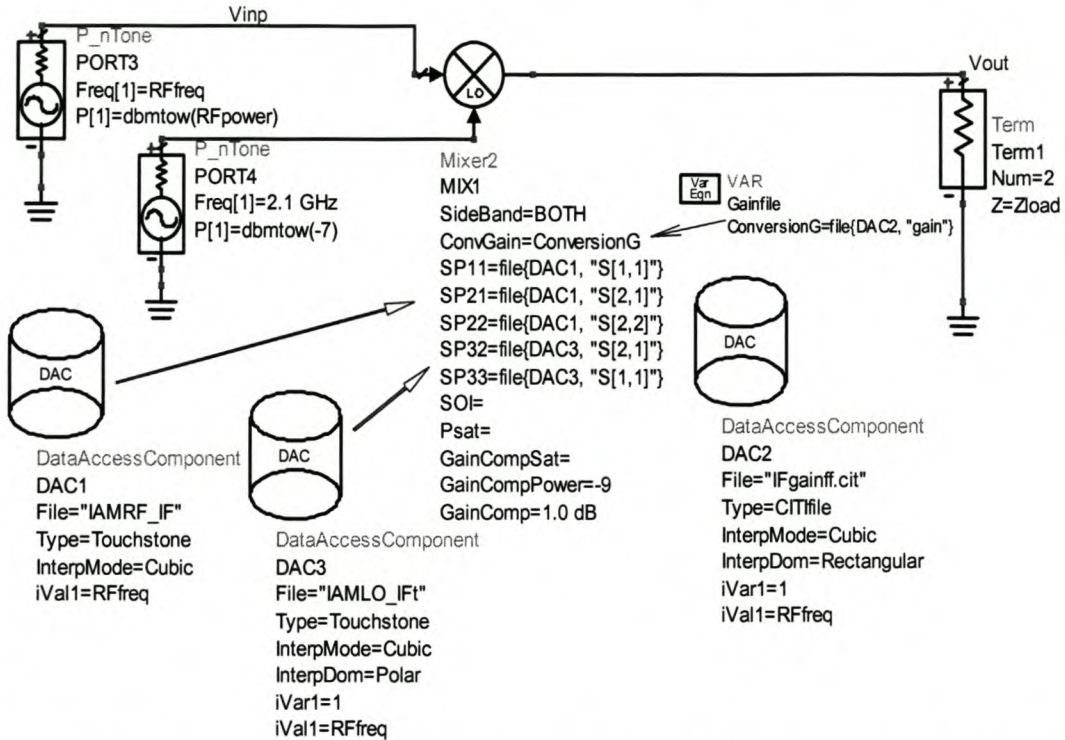 Vinp
P_nTone
PORT3
Freq[1]=RFfreq
P[1]=dbmtow(RFpower)
P_nTone
PORT4
Freq[1]=2.1 GHz
P[1]=dbmtow(-7)
LO
Mixer2
MIX1
SideBand=BOTH
ConvGain=ConversionG
SP11=file{DAC1, "S[1,1]"}
SP21=file{DAC1, "S[2,1]"}
SP22=file{DAC1, "S[2,2]"}
SP32=file{DAC3, "S[2,1]"}
SP33=file{DAC3, "S[1,1]"}
SOI=
Psat=
GainCompSat=
GainCompPower=-9
GainComp=1.0 dB
Var
Eqn
VAR
Gainfile
ConversionG=file{DAC2, "gain"}
Vout
Term
Term1
Num=2
Z=Zload
DAC
DataAccessComponent
DAC1
File="IAMRF_IF"
Type=Touchstone
InterpMode=Cubic
iVal1=RFfreq
DAC
DataAccessComponent
DAC3
File="IAMLO_IFt"
Type=Touchstone
InterpMode=Cubic
InterpDom=Polar
iVar1=1
iVal1=RFfreq
DAC
DataAccessComponent
DAC2
File="IFgainff.cit"
Type=CITIfile
InterpMode=Cubic
InterpDom=Rectangular
iVar1=1
iVal1=RFfreq